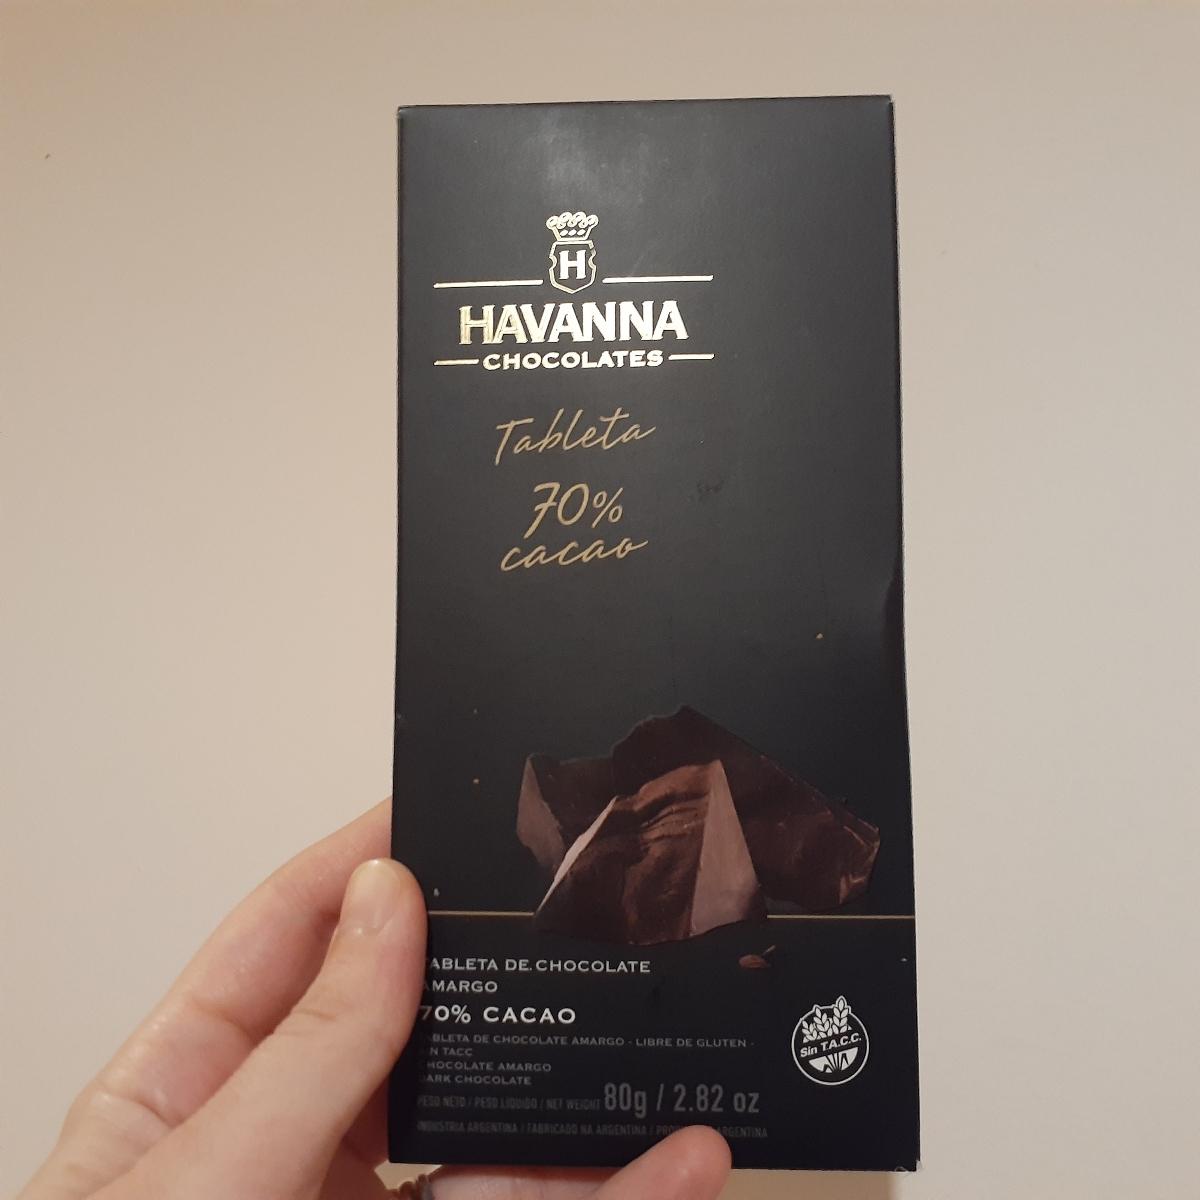 H
HAVANNA
CHOCOLATES
Tableta
70%
cacao
TABLETA DE CHOCOLATE
AMARGO
70% CACAO
TABLETA DE CHOCOLATE AMARGO - LIBRE DE GLUTEN -
SIN TACC
CHOCOLATE AMARGO
DARK CHOCOLATE
PESO NETO / PESO LÍQUIDO / NET WEIGHT 80g / 2.82 oz
INDUSTRIA ARGENTINA / FABRICADO NA ARGENTINA / ARGENTINA
Sin T.A.C.C.